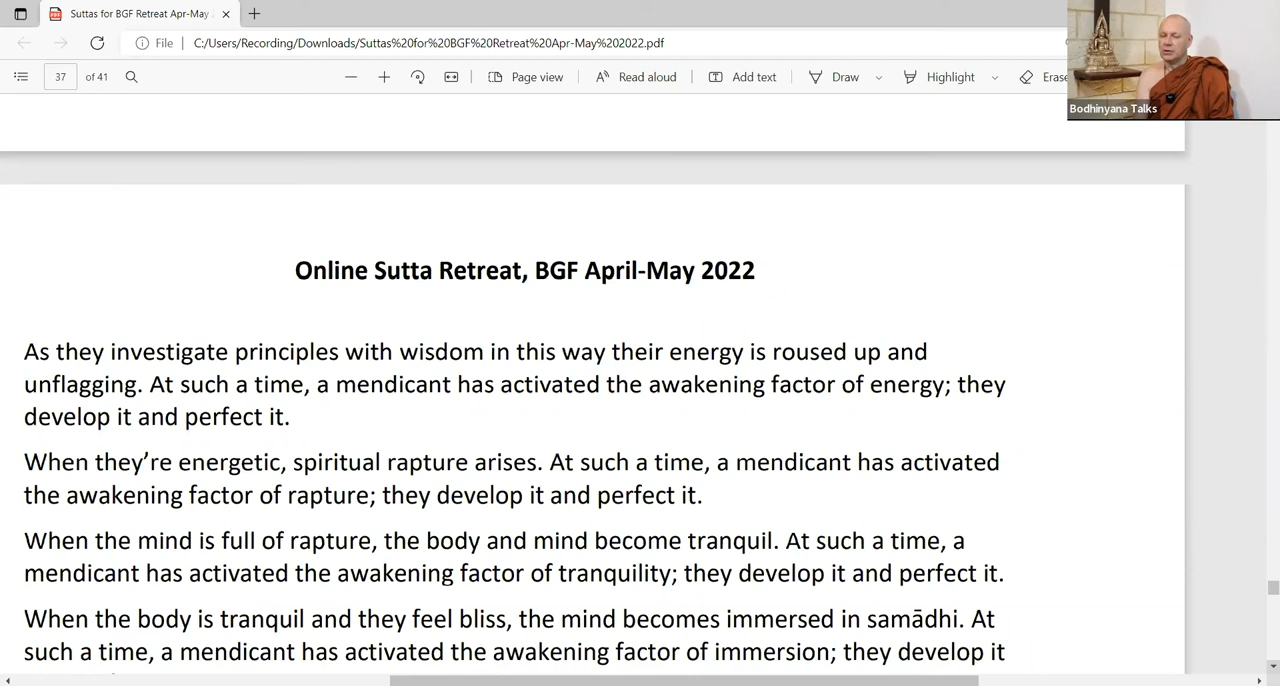 Suttas for BGF Retreat Apr-May
File C:/Users/Recording/Downloads/Suttas%20for%20BGF%20Retreat%20Apr-May%202022.pdf
37 of 41 Page view Read aloud Add text Draw Highlight Erase
Bodhinyana Talks
Online Sutta Retreat, BGF April-May 2022
As they investigate principles with wisdom in this way their energy is roused up and
unflagging. At such a time, a mendicant has activated the awakening factor of energy; they
develop it and perfect it.
When they’re energetic, spiritual rapture arises. At such a time, a mendicant has activated
the awakening factor of rapture; they develop it and perfect it.
When the mind is full of rapture, the body and mind become tranquil. At such a time, a
mendicant has activated the awakening factor of tranquility; they develop it and perfect it.
When the body is tranquil and they feel bliss, the mind becomes immersed in samādhi. At
such a time, a mendicant has activated the awakening factor of immersion; they develop it